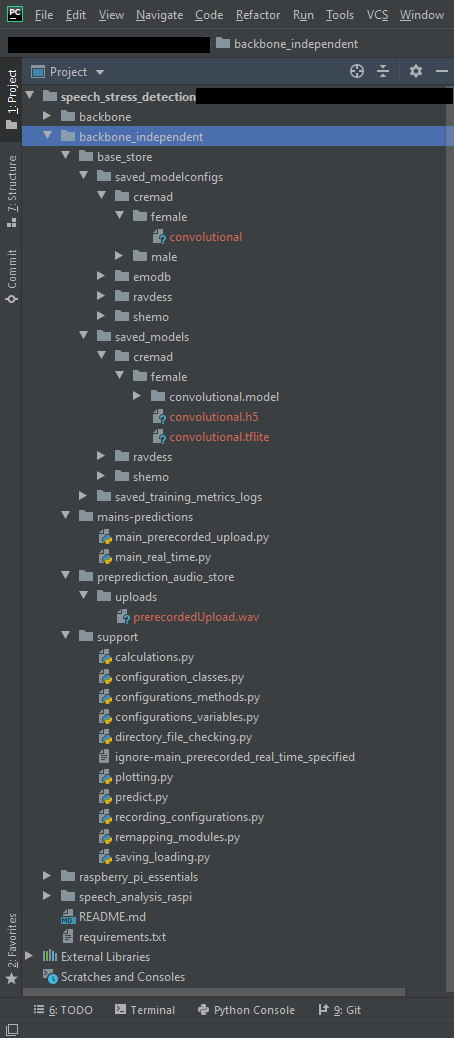 PC File Edit View Navigate Code Refactor Run Tools VCS Window
backbone_independent
1: Project
Project
speech_stress_detection
backbone
backbone_independent
base_store
7: Structure
saved_modelconfigs
cremad
female
convolutional
Commit
male
emodb
ravdess
shemo
saved_models
cremad
female
convolutional.model
convolutional.h5
convolutional.tflite
ravdess
shemo
saved_training_metrics_logs
mains-predictions
main_prerecorded_upload.py
main_real_time.py
preprediction_audio_store
uploads
prerecordedUpload.wav
support
calculations.py
configuration_classes.py
configurations_methods.py
configurations_variables.py
directory_file_checking.py
ignore-main_prerecorded_real_time_specified
plotting.py
predict.py
recording_configurations.py
remapping_modules.py
saving_loading.py
raspberry_pi_essentials
speech_analysis_raspi
2: Favorites
MD README.md
requirements.txt
External Libraries
Scratches and Consoles
6: TODO Terminal Python Console 9: Git